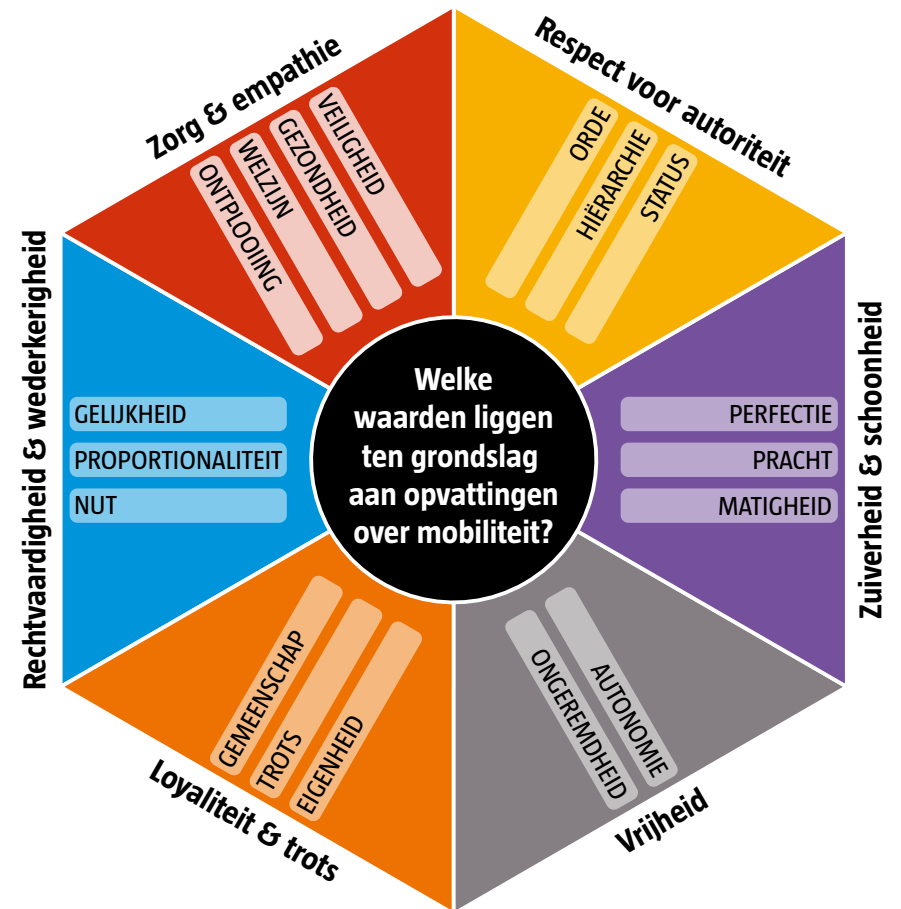 Zorg & empathie
ONTPLOOIING
WELZIJN
GEZONDHEID
VEILIGHEID
Respect voor autoriteit
ORDE
HIËRARCHIE
STATUS
Rechtvaardigheid & wederkerigheid
GELIJKHEID
PROPORTIONALITEIT
NUT
Welke
waarden liggen
ten grondslag
aan opvattingen
over mobiliteit?
Zuiverheid & schoonheid
PERFECTIE
PRACHT
MATIGHEID
Loyaliteit & trots
GEMEENSCHAP
TROTS
EIGENHEID
Vrijheid
ONGEREMDHEID
AUTONOMIE